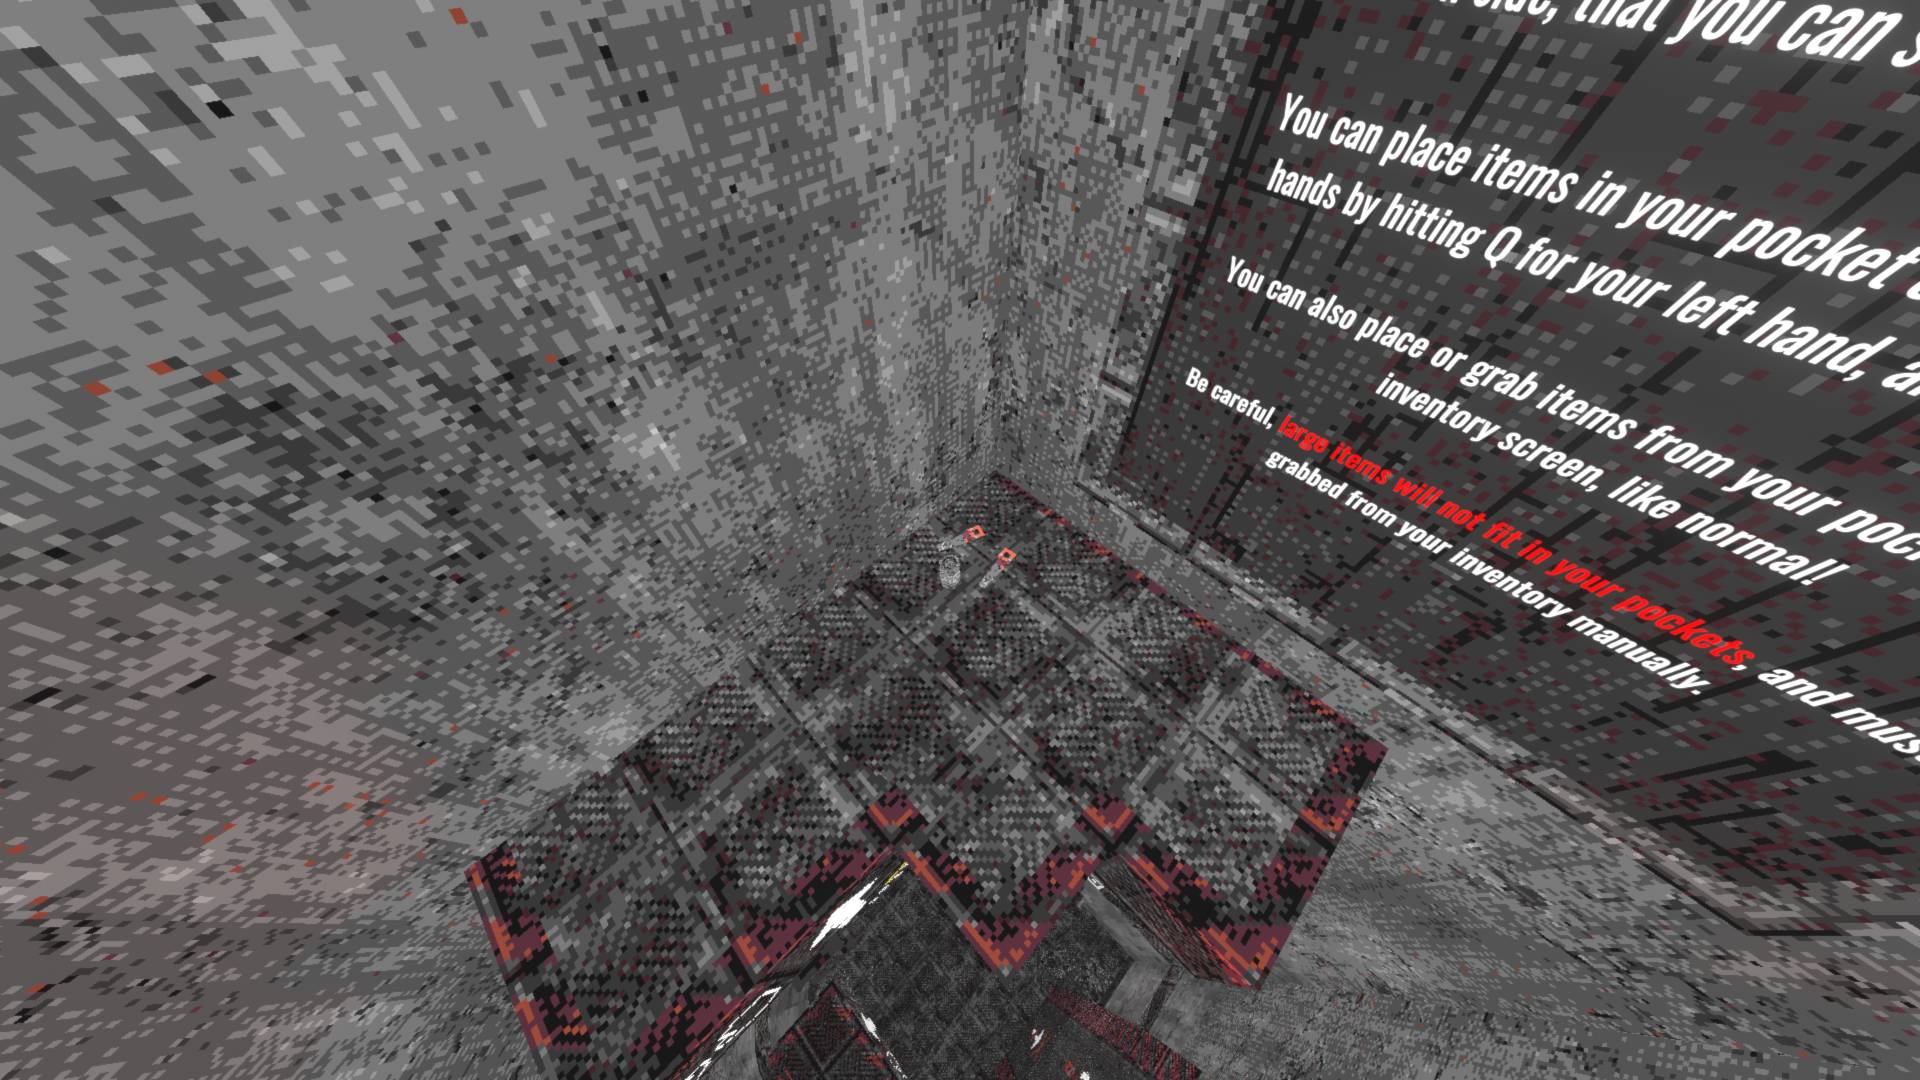 that you can
You can place items in your pocket
hands by hitting Q for your left hand,
You can also place or grab items from your
inventory screen, like normal!
Be careful, large items will not fit in your pockets, and
grabbed from your inventory manually.